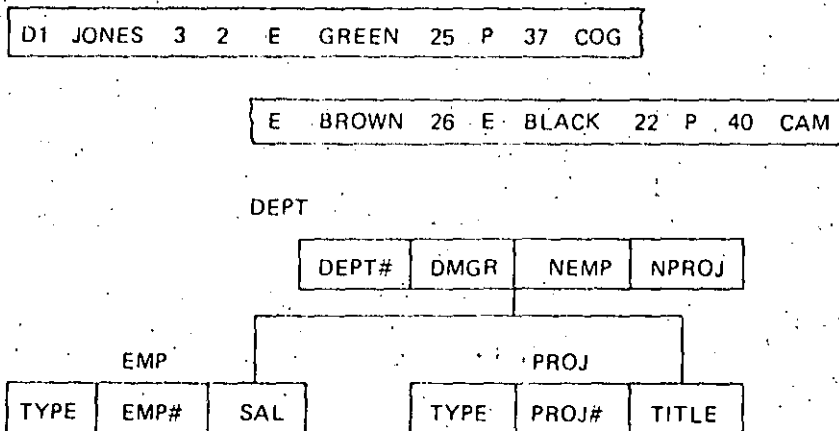 D1 JONES 3 2 E GREEN 25 P 37 COG
E BROWN 26 E BLACK 22 P 40 CAM
DEPT
DEPT# DMGR NEMP NPROJ
EMP PROJ
TYPE EMP# SAL TYPE PROJ# TITLE